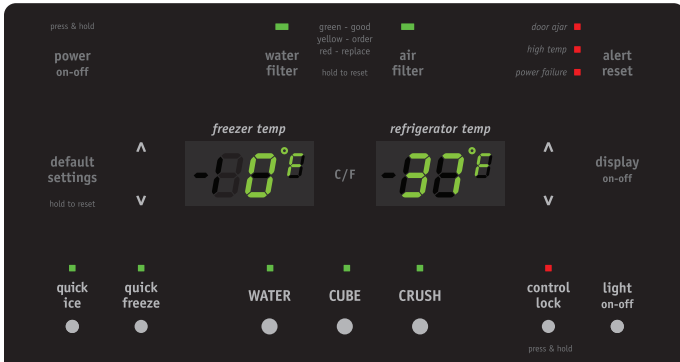 press & hold
power
on-off
water
filter
green - good
yellow - order
red - replace
hold to reset
air
filter
door ajar
high temp
power failure
alert
reset
default
settings
hold to reset
freezer temp
0°F
C/F
refrigerator temp
37°F
display
on-off
quick
ice
quick
freeze
WATER
CUBE
CRUSH
control
lock
press & hold
light
on-off